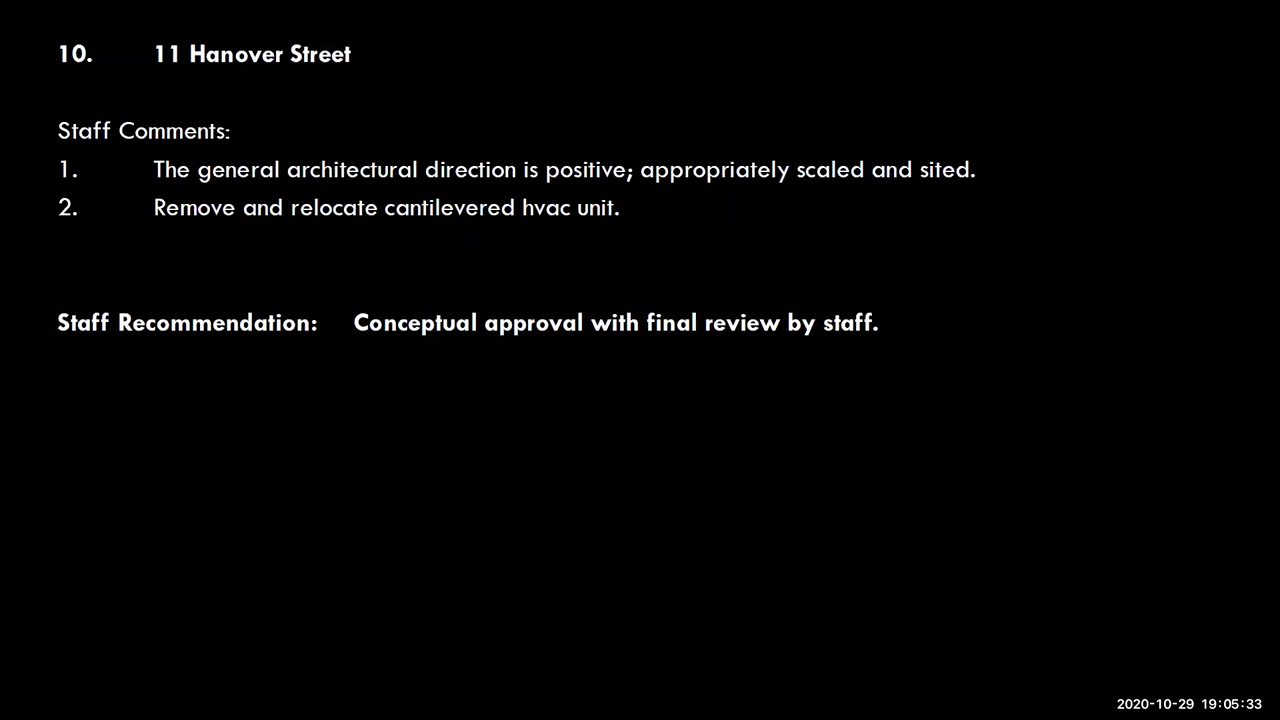 10. 11 Hanover Street
Staff Comments:
1. The general architectural direction is positive; appropriately scaled and sited.
2. Remove and relocate cantilevered hvac unit.
Staff Recommendation: Conceptual approval with final review by staff.
2020-10-29 19:05:33